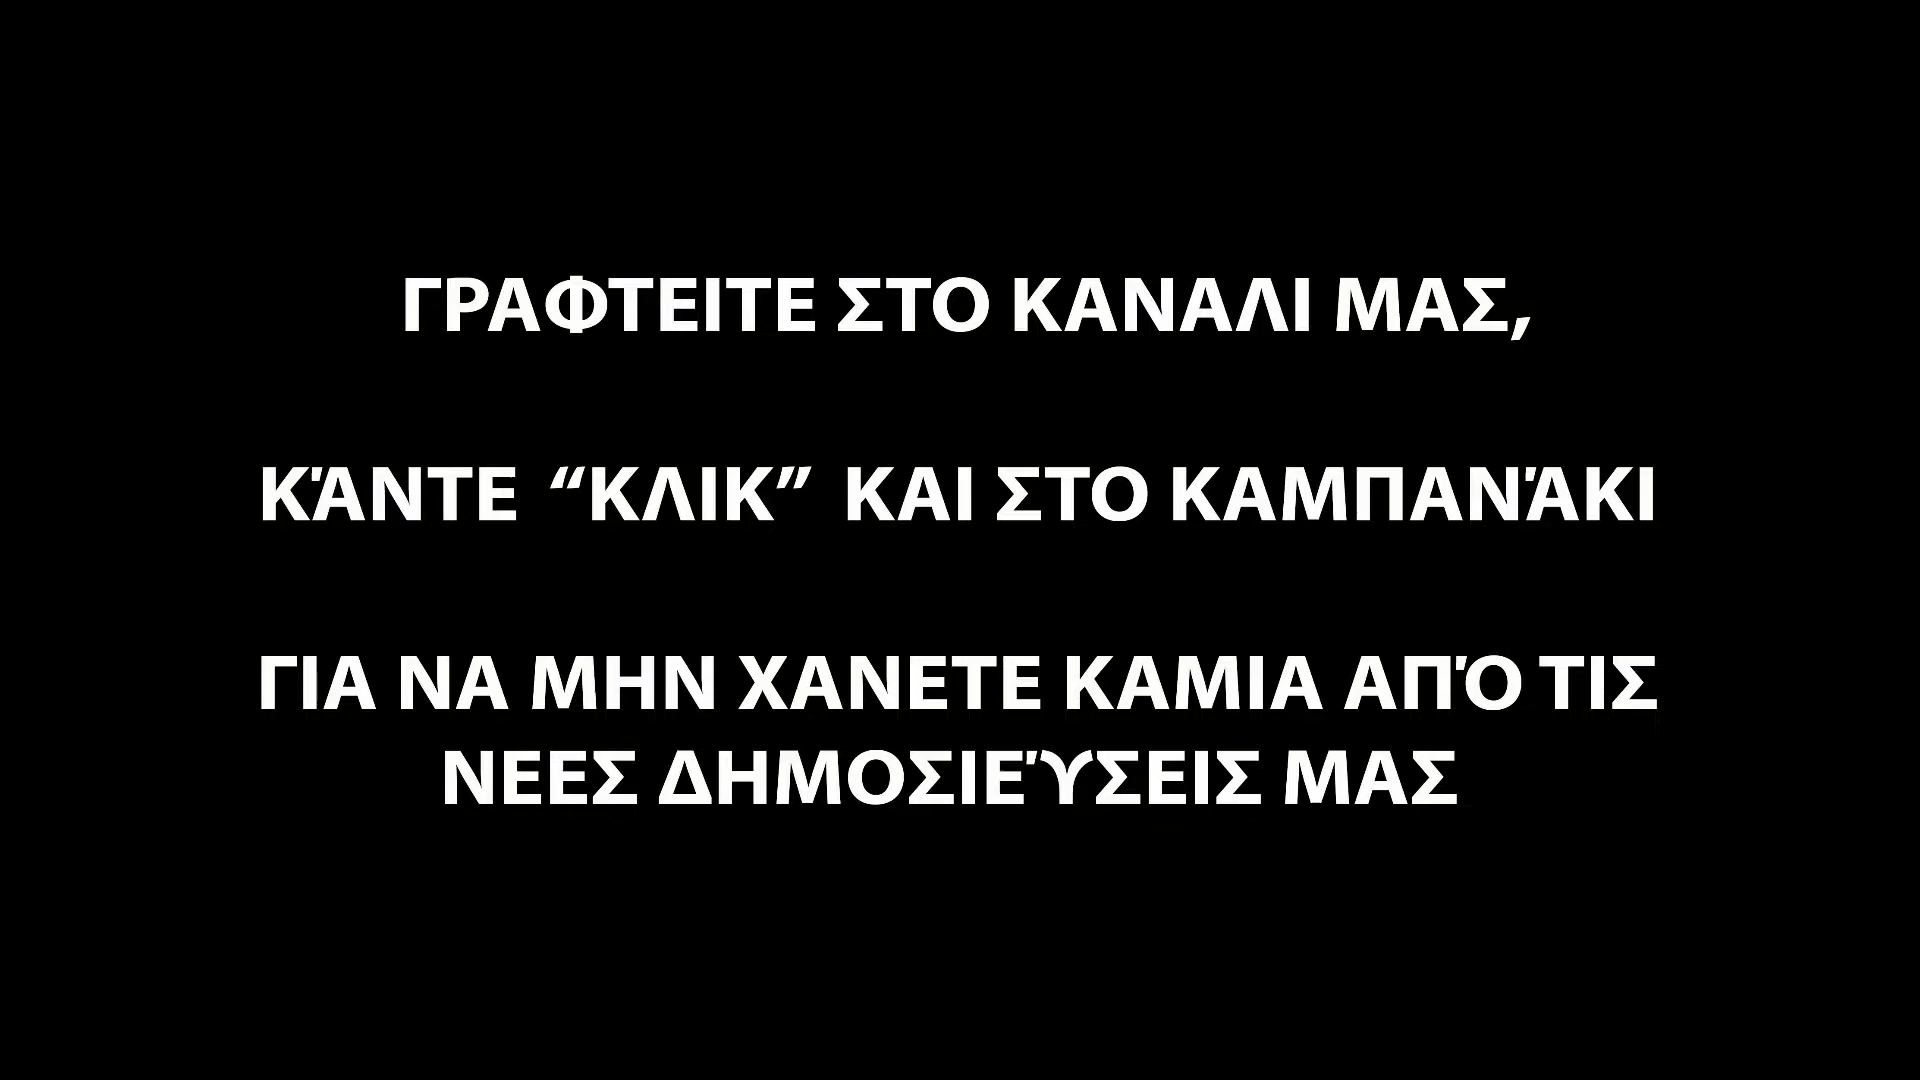 ΓΡΑΦΤΕΙΤΕ ΣΤΟ ΚΑΝΑΛΙ ΜΑΣ,
ΚΆΝΤΕ “ΚΛΙΚ” ΚΑΙ ΣΤΟ ΚΑΜΠΑΝΆΚΙ
ΓΙΑ ΝΑ ΜΗΝ ΧΑΝΕΤΕ ΚΑΜΙΑ ΑΠΌ ΤΙΣ
ΝΕΕΣ ΔΗΜΟΣΙΕΎΣΕΙΣ ΜΑΣ